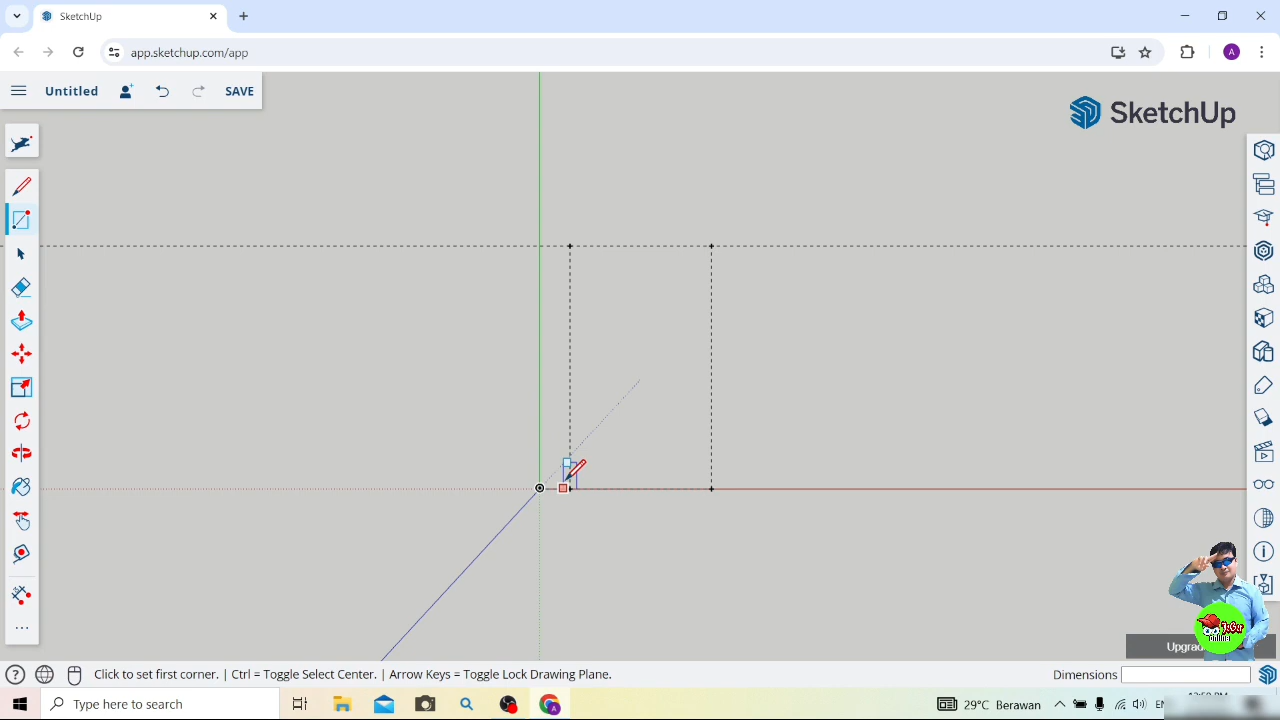 SketchUp
app.sketchup.com/app
A
Untitled
SAVE
SketchUp
JoGer
Click to set first corner. | Ctrl = Toggle Select Center. | Arrow Keys = Toggle Lock Drawing Plane.
Dimensions
Type here to search
A
29°C Berawan